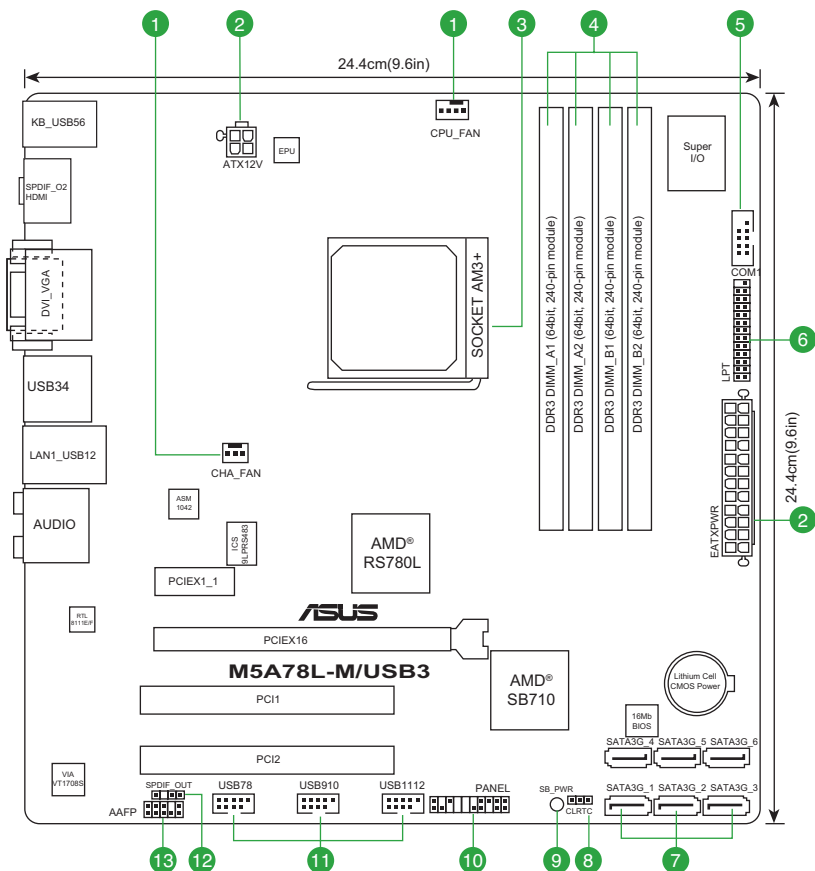 1
2
1
3
4
5
24.4cm(9.6in)
KB_USB56
CPU_FAN
ATX12V
EPU
Super
I/O
SPDIF_O2
HDMI
DVI_VGA
SOCKET AM3+
DDR3 DIMM_A1 (64bit, 240-pin module)
DDR3 DIMM_A2 (64bit, 240-pin module)
DDR3 DIMM_B1 (64bit, 240-pin module)
DDR3 DIMM_B2 (64bit, 240-pin module)
COM1
6
LPT
USB34
24.4cm(9.6in)
1
LAN1_USB12
CHA_FAN
ASM
1042
AUDIO
ICS
9LPRS483
AMD®
RS780L
EATXPWR
2
PCIEX1_1
RTL
8111E/F
ASUS
PCIEX16
M5A78L-M/USB3
AMD®
SB710
Lithium Cell
CMOS Power
PCI1
16Mb
BIOS
SATA3G_4
SATA3G_5
SATA3G_6
PCI2
VIA
VT1708S
SPDIF_OUT
USB78
USB910
USB1112
PANEL
SB_PWR
SATA3G_1
SATA3G_2
SATA3G_3
AAFP
CLRTC
13
12
11
10
9
8
7